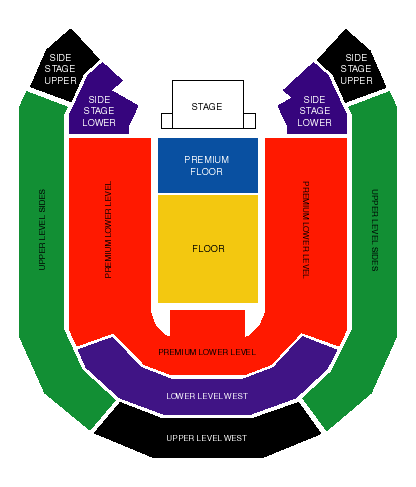 SIDE
STAGE
UPPER
SIDE
STAGE
UPPER
SIDE
STAGE
LOWER
STAGE
SIDE
STAGE
LOWER
PREMIUM
FLOOR
UPPER LEVEL SIDES
PREMIUM LOWER LEVEL
FLOOR
PREMIUM LOWER LEVEL
UPPER LEVEL SIDES
PREMIUM LOWER LEVEL
LOWER LEVEL WEST
UPPER LEVEL WEST